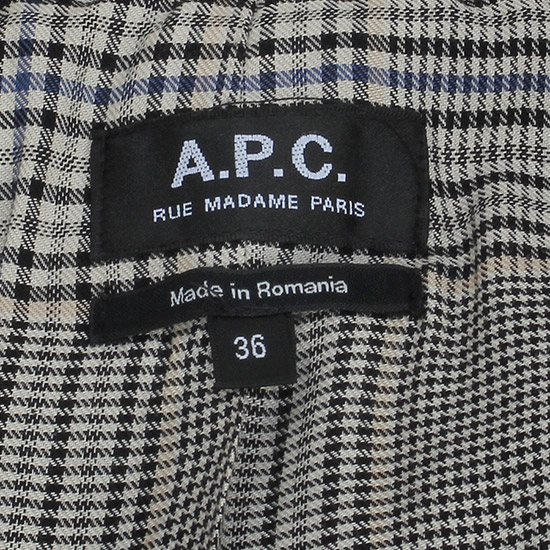 A.P.C.
RUE MADAME PARIS
Made in Romania
36